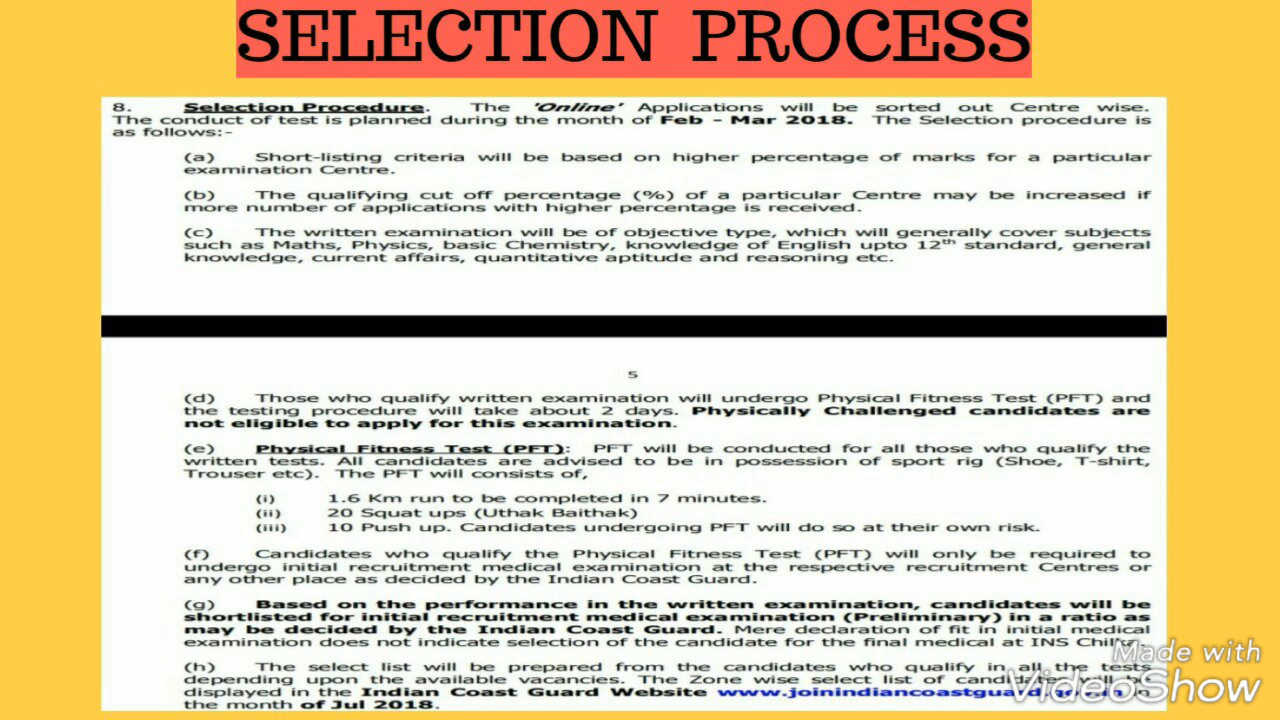 SELECTION PROCESS
8. Selection Procedure. The 'Online' Applications will be sorted out Centre wise.
The conduct of test is planned during the month of Feb - Mar 2018. The Selection procedure is
as follows:-
(a) Short-listing criteria will be based on higher percentage of marks for a particular
examination Centre.
(b) The qualifying cut off percentage (%) of a particular Centre may be increased if
more number of applications with higher percentage is received.
(c) The written examination will be of objective type, which will generally cover subjects
such as Maths, Physics, basic Chemistry, knowledge of English upto 12th standard, general
knowledge, current affairs, quantitative aptitude and reasoning etc.
5
(d) Those who qualify written examination will undergo Physical Fitness Test (PFT) and
the testing procedure will take about 2 days. Physically Challenged candidates are
not eligible to apply for this examination.
(e) Physical Fitness Test (PFT): PFT will be conducted for all those who qualify the
written tests. All candidates are advised to be in possession of sport rig (Shoe, T-shirt,
Trouser etc). The PFT will consists of,
(i) 1.6 Km run to be completed in 7 minutes.
(ii) 20 Squat ups (Uthak Baithak)
(iii) 10 Push up. Candidates undergoing PFT will do so at their own risk.
(f) Candidates who qualify the Physical Fitness Test (PFT) will only be required to
undergo initial recruitment medical examination at the respective recruitment Centres or
any other place as decided by the Indian Coast Guard.
(g) Based on the performance in the written examination, candidates will be
shortlisted for initial recruitment medical examination (Preliminary) in a ratio as
may be decided by the Indian Coast Guard. Mere declaration of fit in initial medical
examination does not indicate selection of the candidate for the final medical at INS Chilka.
(h) The select list will be prepared from the candidates who qualify in all the tests
depending upon the available vacancies. The Zone wise select list of candidates will be
displayed in the Indian Coast Guard Website www.joinindiancoastguard.gov.in in
the month of Jul 2018.
Made with
VideoShow